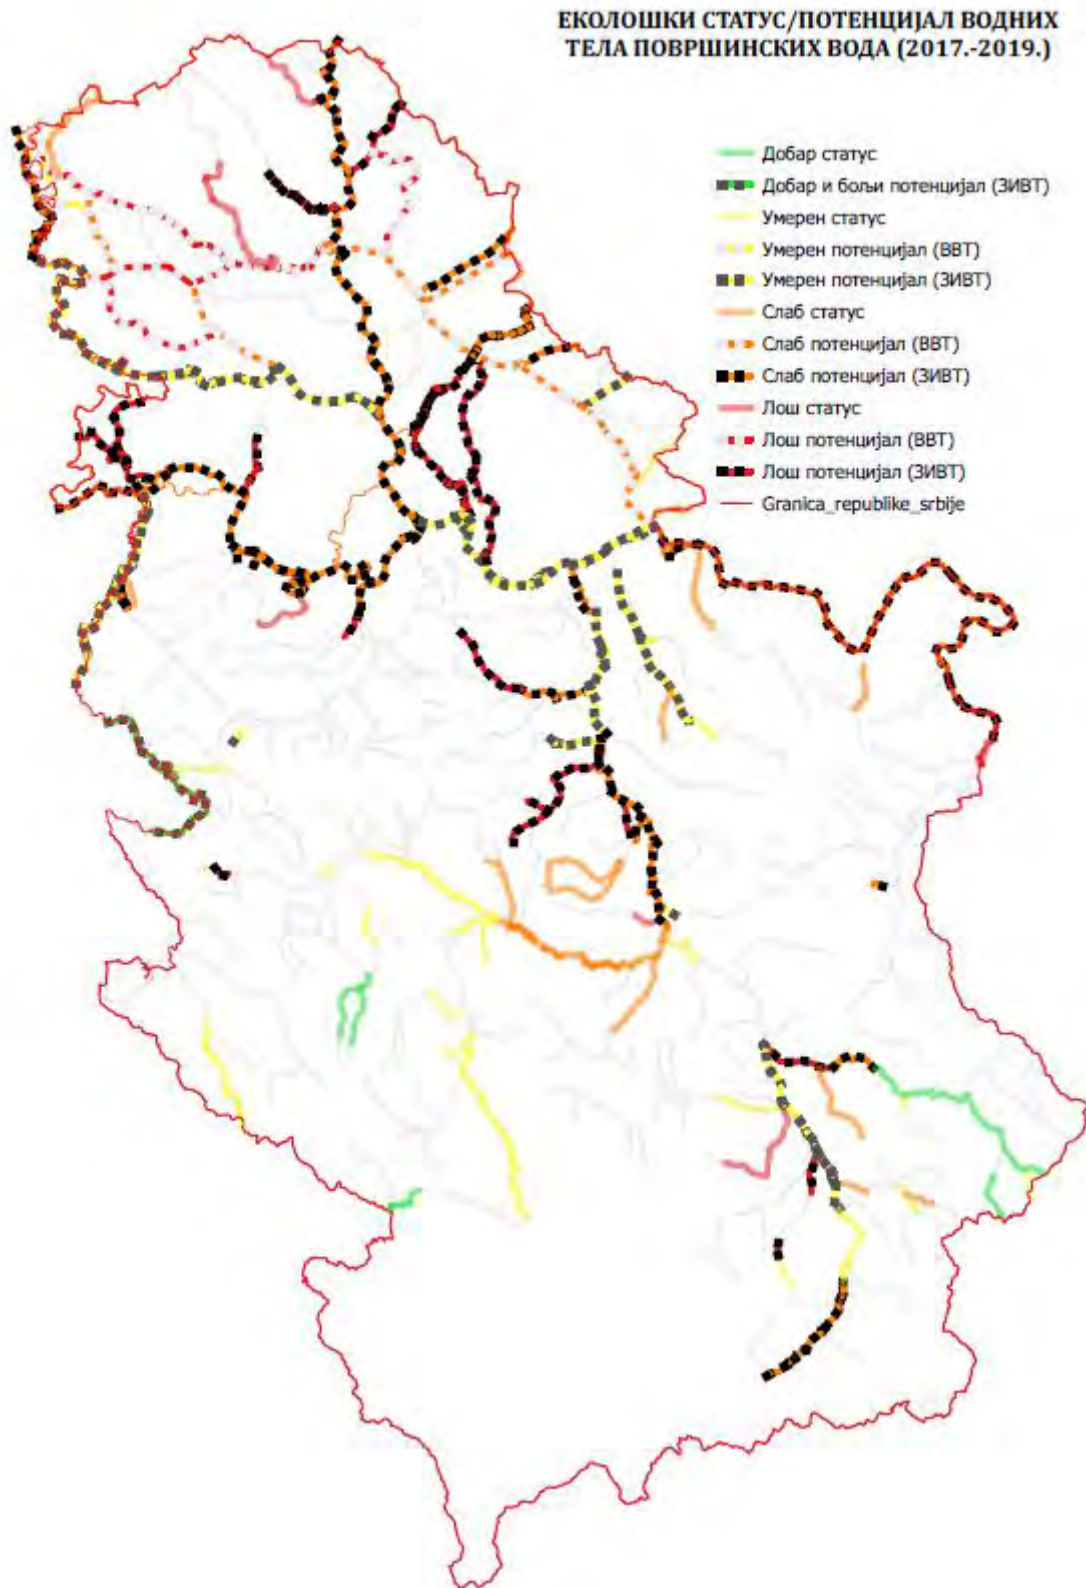 ЕКОЛОШКИ СТАТУС/ПОТЕНЦИЈАЛ ВОДНИХ
ТЕЛА ПОВРШИНСКИХ ВОДА (2017.-2019.)
Добар статус
Добар и бољи потенцијал (ЗИВТ)
Умерен статус
Умерен потенцијал (ВВТ)
Умерен потенцијал (ЗИВТ)
Слаб статус
Слаб потенцијал (ВВТ)
Слаб потенцијал (ЗИВТ)
Лош статус
Лош потенцијал (ВВТ)
Лош потенцијал (ЗИВТ)
Granica_republike_srbije